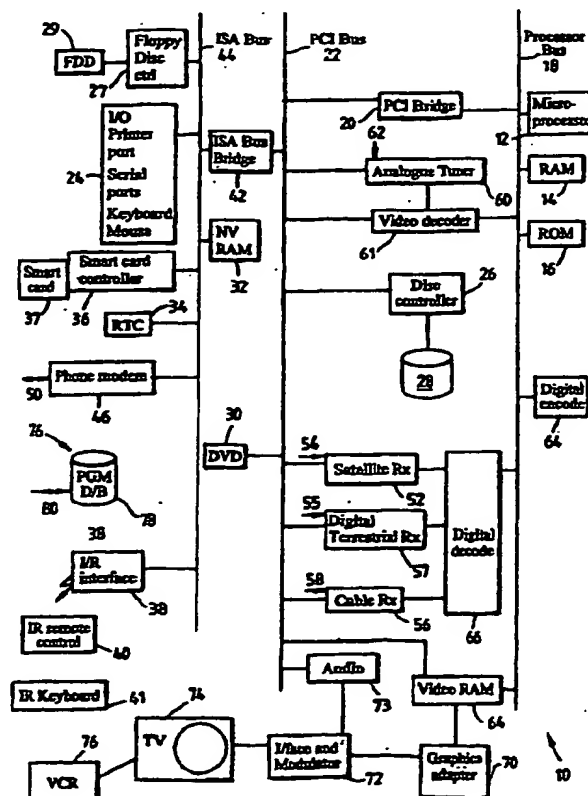 29
FDD
Floppy
Disc
ctrl
27
ISA Bus
44
PCI Bus
22
Processor
Bus
18
I/O
Printer
port
Serial
ports
Keyboard
Mouse
24
ISA Bus
Bridge
42
PCI Bridge
20
Micro-
processor
12
62
Analogue Tuner
60
RAM
14
Video decoder
61
ROM
16
NV
RAM
32
Smart
card
37
Smart card
controller
36
RTC
34
Disc
controller
26
28
Phone modem
50
46
Digital
encode
64
30
DVD
76
PGM
D/B
80
78
54
Satellite Rx
52
55
Digital
Terrestrial Rx
57
58
Cable Rx
56
Digital
decode
66
38
I/R
interface
38
IR remote
control
40
IR Keyboard
41
Audio
73
Video RAM
64
74
TV
76
VCR
I/face and
Modulator
72
Graphics
adapter
70
10